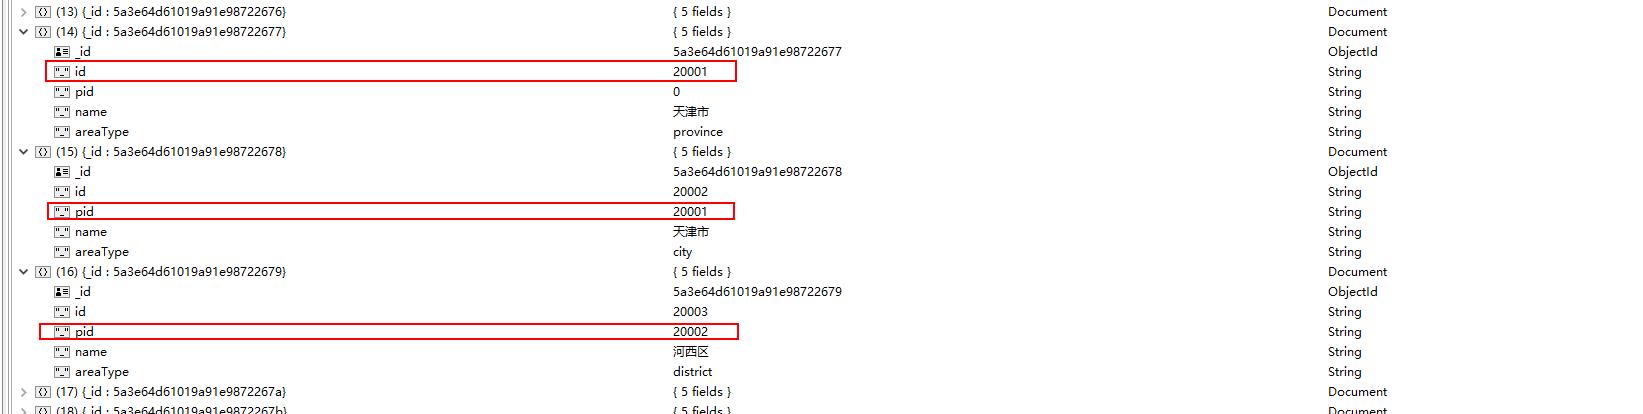 (13) {_id : 5a3e64d61019a91e98722676} { 5 fields } Document
(14) {_id : 5a3e64d61019a91e98722677} { 5 fields } Document
_id 5a3e64d61019a91e98722677 ObjectId
id 20001 String
pid 0 String
name 天津市 String
areaType province String
(15) {_id : 5a3e64d61019a91e98722678} { 5 fields } Document
_id 5a3e64d61019a91e98722678 ObjectId
id 20002 String
pid 20001 String
name 天津市 String
areaType city String
(16) {_id : 5a3e64d61019a91e98722679} { 5 fields } Document
_id 5a3e64d61019a91e98722679 ObjectId
id 20003 String
pid 20002 String
name 河西区 String
areaType district String
(17) {_id : 5a3e64d61019a91e9872267a} { 5 fields } Document
(18) {_id : 5a3e64d61019a91e9872267b} { 5 fields } Document